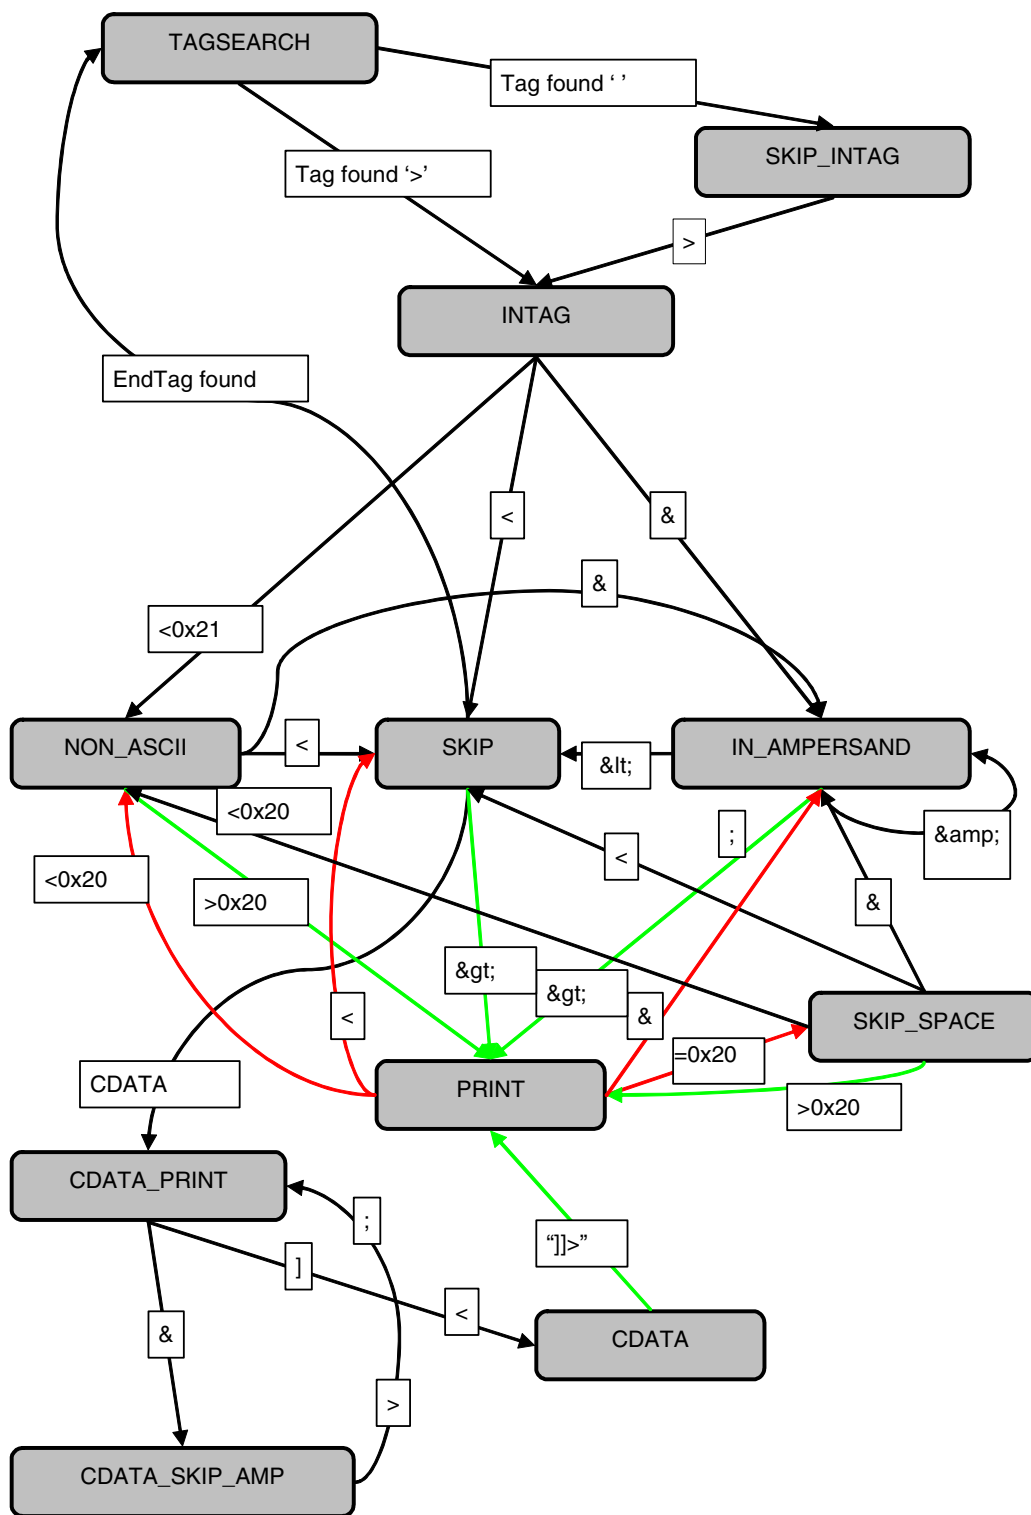 TAGSEARCH
Tag found ‘ ’
SKIP_INTAG
Tag found ‘>’
>
INTAG
EndTag found
<
&
&
<0x21
NON_ASCII
<
SKIP
&lt;
IN_AMPERSAND
<0x20
;
&amp;
<
<0x20
>0x20
&
&gt;
&gt;
<
&
SKIP_SPACE
=0x20
CDATA
PRINT
>0x20
CDATA_PRINT
;
“]]>”
]
<
&
CDATA
>
CDATA_SKIP_AMP